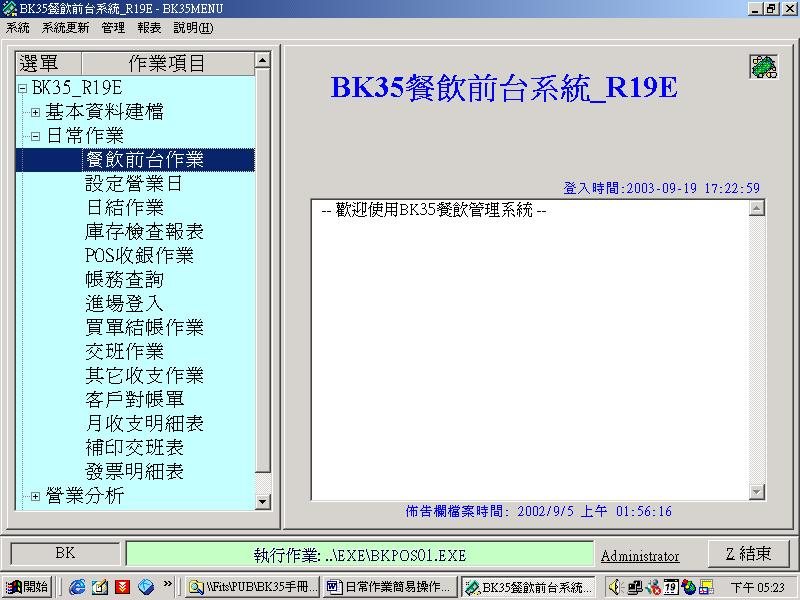 BK35餐飲前台系統_R19E - BK35MENU
系統 系統更新 管理 報表 說明(H)
選單 作業項目
BK35_R19E
基本資料建檔
日常作業
餐飲前台作業
設定營業日
日結作業
庫存檢查報表
POS收銀作業
帳務查詢
進場登入
買單結帳作業
交班作業
其它收支作業
客戶對帳單
月收支明細表
補印交班表
發票明細表
營業分析
BK35餐飲前台系統_R19E
登入時間:2003-09-19 17:22:59
-- 歡迎使用BK35餐飲管理系統 --
佈告欄檔案時間: 2002/9/5 上午 01:56:16
BK
執行作業: ..\EXE\BKPOS01.EXE
Administrator
Z 結束
開始
»
\\Fits\PUB\BK35手冊...
日常作業簡易操作...
BK35餐飲前台系統...
19
下午 05:23